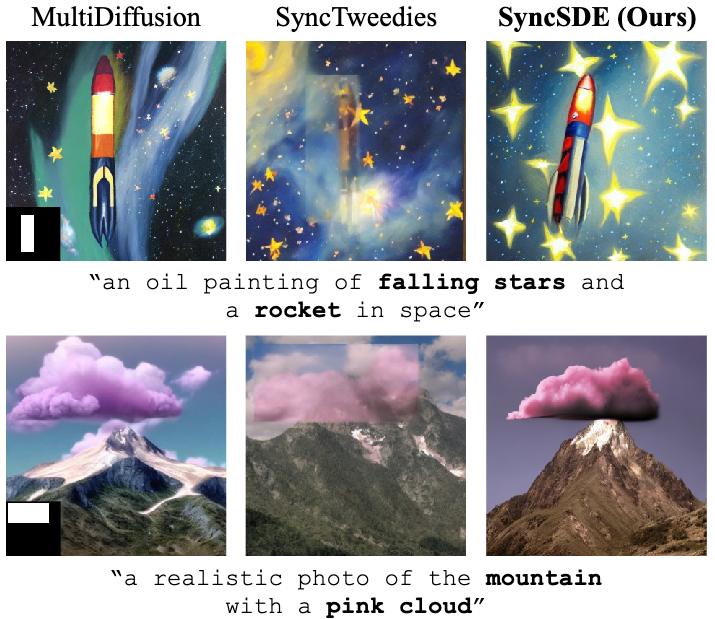 MultiDiffusion SyncTweedies SyncSDE (Ours)
“an oil painting of falling stars and
a rocket in space”
“a realistic photo of the mountain
with a pink cloud”